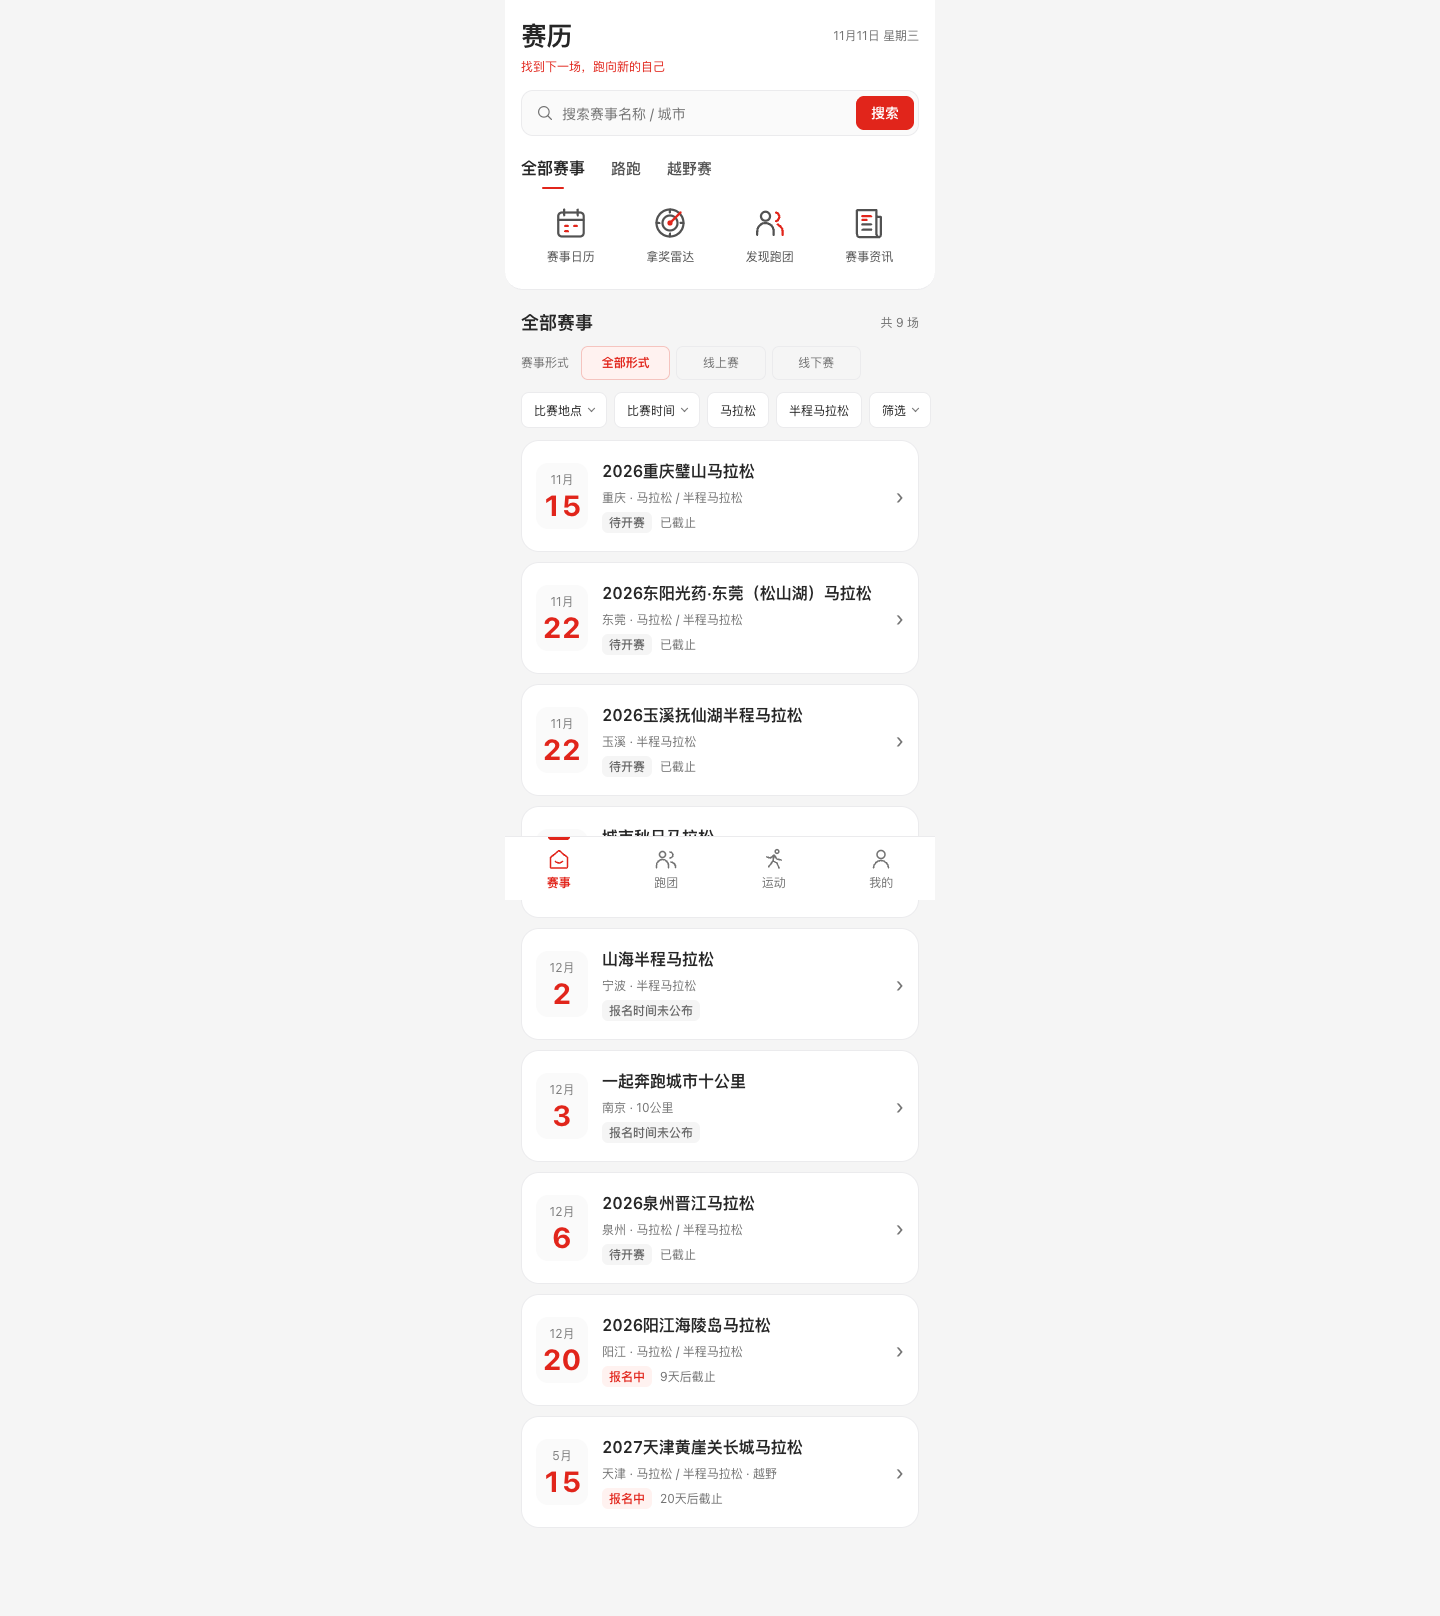 赛历
11月11日 星期三
找到下一场，跑向新的自己
搜索赛事名称 / 城市
搜索
全部赛事
路跑
越野赛
赛事日历
拿奖雷达
发现跑团
赛事资讯
全部赛事
共 9 场
赛事形式
全部形式
线上赛
线下赛
比赛地点
比赛时间
马拉松
半程马拉松
筛选
11月
15
2026重庆璧山马拉松
重庆 · 马拉松 / 半程马拉松
待开赛 已截止
11月
22
2026东阳光药·东莞（松山湖）马拉松
东莞 · 马拉松 / 半程马拉松
待开赛 已截止
11月
22
2026玉溪抚仙湖半程马拉松
玉溪 · 半程马拉松
待开赛 已截止
城市秋日马拉松
赛事
跑团
运动
我的
12月
2
山海半程马拉松
宁波 · 半程马拉松
报名时间未公布
12月
3
一起奔跑城市十公里
南京 · 10公里
报名时间未公布
12月
6
2026泉州晋江马拉松
泉州 · 马拉松 / 半程马拉松
待开赛 已截止
12月
20
2026阳江海陵岛马拉松
阳江 · 马拉松 / 半程马拉松
报名中 9天后截止
5月
15
2027天津黄崖关长城马拉松
天津 · 马拉松 / 半程马拉松 · 越野
报名中 20天后截止